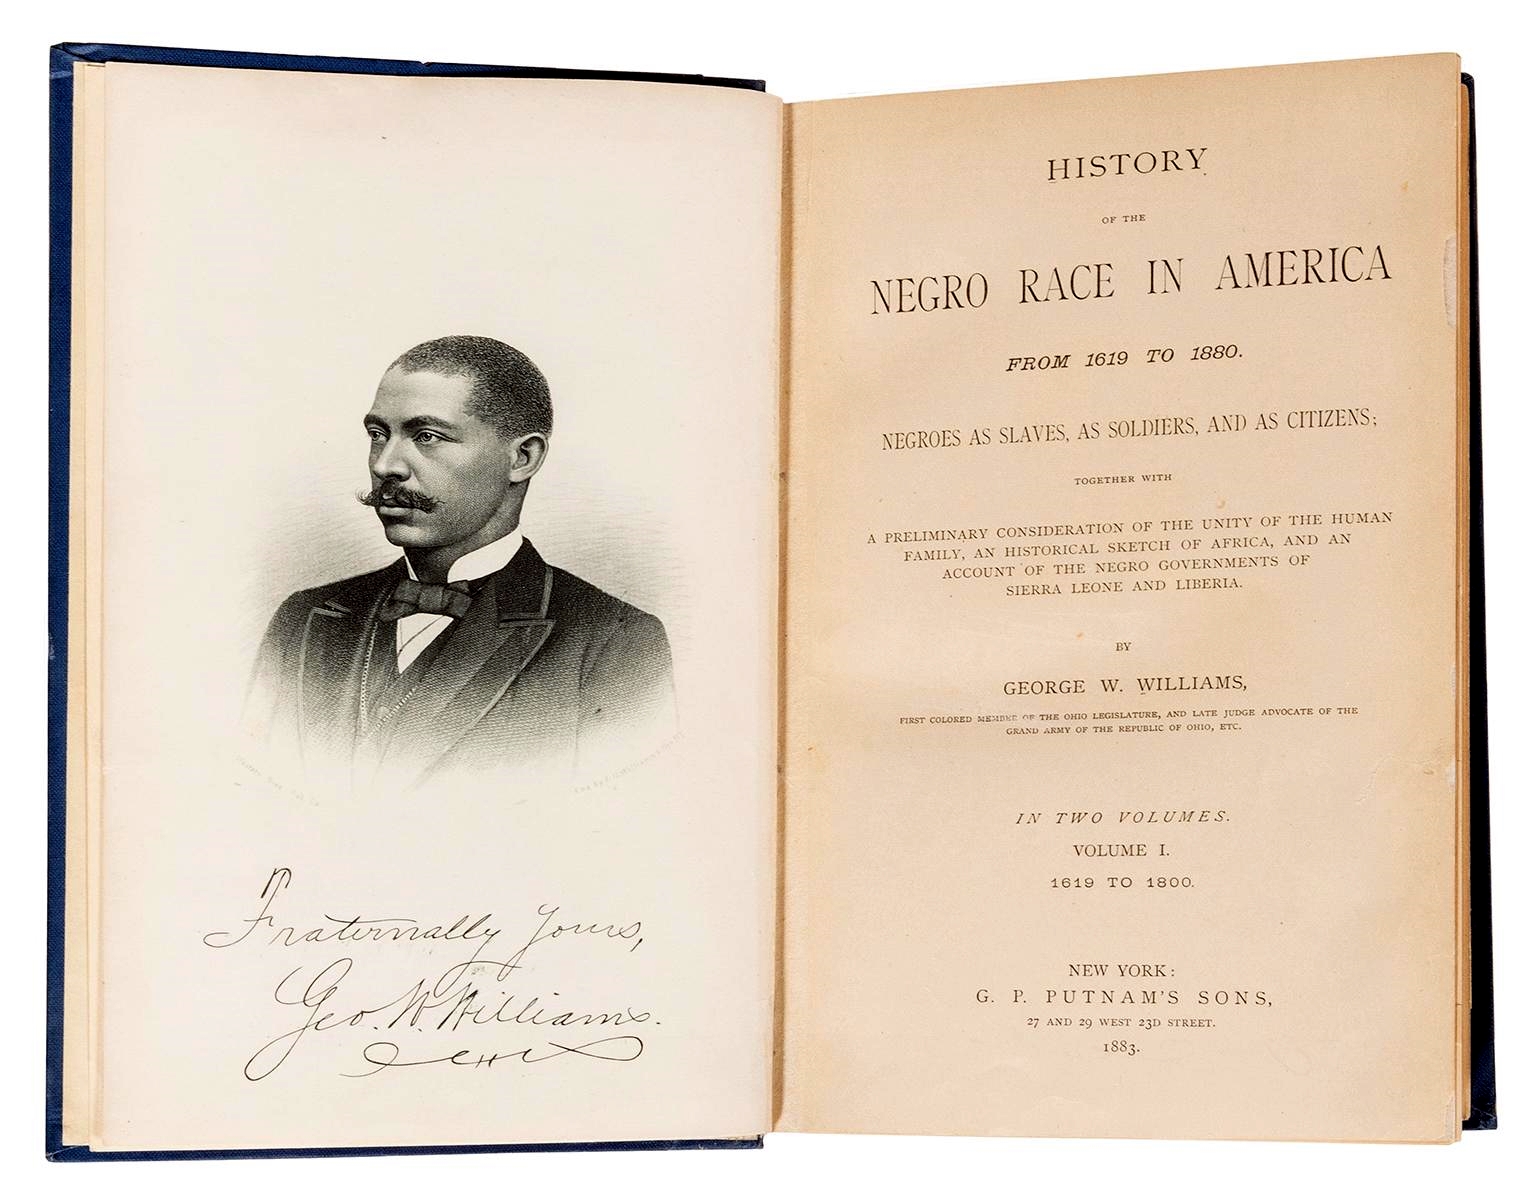 Fraternally yours,
Geo. W. Williams.
HISTORY
OF THE
NEGRO RACE IN AMERICA
FROM 1619 TO 1880.
NEGROES AS SLAVES, AS SOLDIERS, AND AS CITIZENS;
TOGETHER WITH
A PRELIMINARY CONSIDERATION OF THE UNITY OF THE HUMAN
FAMILY, AN HISTORICAL SKETCH OF AFRICA, AND AN
ACCOUNT OF THE NEGRO GOVERNMENTS OF
SIERRA LEONE AND LIBERIA.
BY
GEORGE W. WILLIAMS,
FIRST COLORED MEMBER OF THE OHIO LEGISLATURE, AND LATE JUDGE ADVOCATE OF THE
GRAND ARMY OF THE REPUBLIC OF OHIO, ETC.
IN TWO VOLUMES.
VOLUME I.
1619 TO 1800.
NEW YORK:
G. P. PUTNAM'S SONS,
27 AND 29 WEST 23D STREET.
1883.